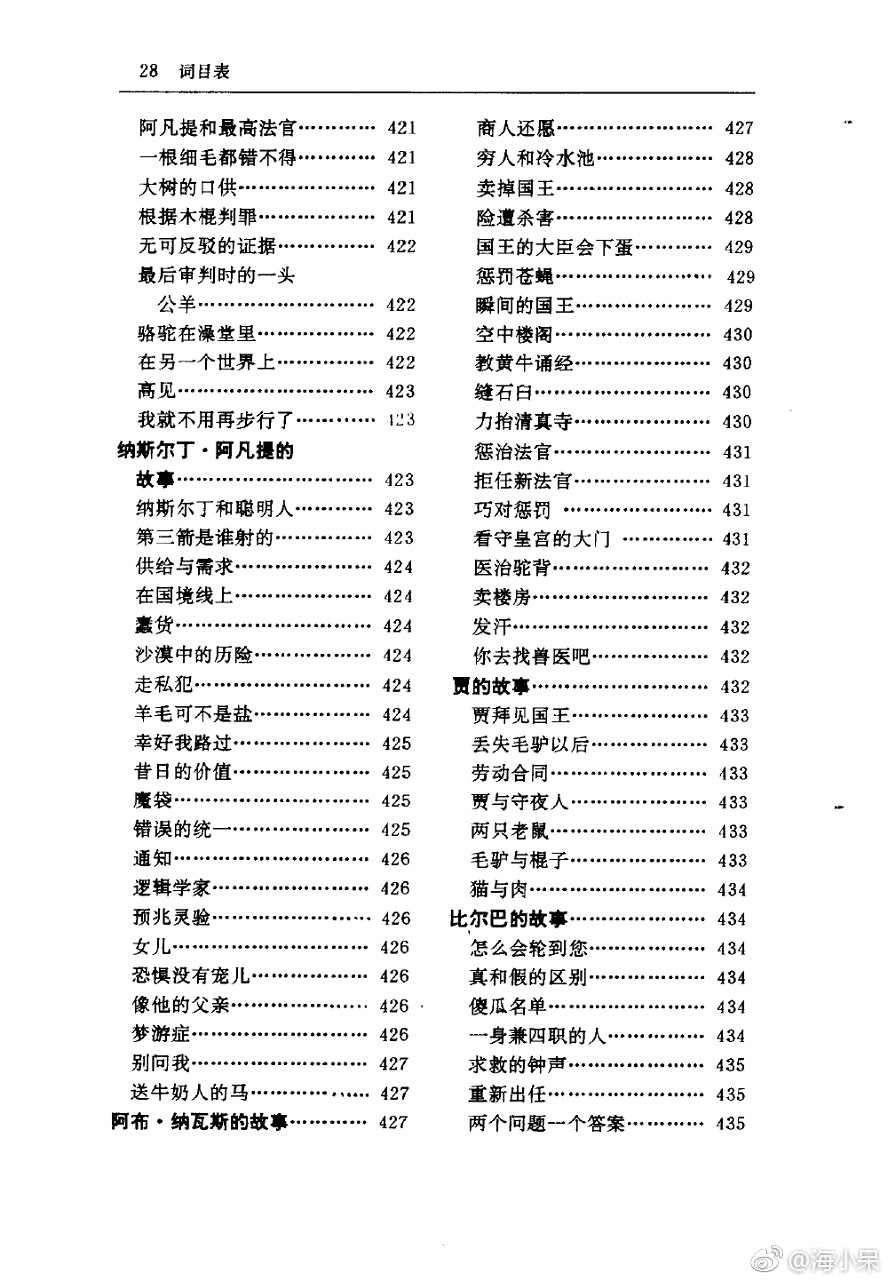 28 词目表
阿凡提和最高法官………… 421
一根细毛都错不得………… 421
大树的口供………………… 421
根据木棍判罪……………… 421
无可反驳的证据…………… 422
最后审判时的一头
公羊……………………… 422
骆驼在澡堂里……………… 422
在另一个世界上…………… 422
高见………………………… 423
我就不用再步行了………… 423
纳斯尔丁·阿凡提的
故事………………………… 423
纳斯尔丁和聪明人………… 423
第三箭是谁射的…………… 423
供给与需求………………… 424
在国境线上………………… 424
蠢货………………………… 424
沙漠中的历险……………… 424
走私犯……………………… 424
羊毛可不是盐……………… 424
幸好我路过………………… 425
昔日的价值………………… 425
魔袋………………………… 425
错误的统一………………… 425
通知………………………… 426
逻辑学家…………………… 426
预兆灵验…………………… 426
女儿………………………… 426
恐惧没有宠儿……………… 426
像他的父亲………………… 426
梦游症……………………… 426
别问我……………………… 427
送牛奶人的马……………… 427
阿布·纳瓦斯的故事………… 427
商人还愿…………………… 427
穷人和冷水池……………… 428
卖掉国王…………………… 428
险遭杀害…………………… 428
国王的大臣会下蛋………… 429
惩罚苍蝇…………………… 429
瞬间的国王………………… 429
空中楼阁…………………… 430
教黄牛诵经………………… 430
缝石臼……………………… 430
力抬清真寺………………… 430
惩治法官…………………… 431
拒任新法官………………… 431
巧对惩罚 ………………… 431
看守皇宫的大门 ………… 431
医治驼背…………………… 432
卖楼房……………………… 432
发汗………………………… 432
你去找兽医吧……………… 432
贾的故事…………………… 432
贾拜见国王………………… 433
丢失毛驴以后……………… 433
劳动合同…………………… 433
贾与守夜人………………… 433
两只老鼠…………………… 433
毛驴与棍子………………… 433
猫与肉……………………… 434
比尔巴的故事……………… 434
怎么会轮到您……………… 434
真和假的区别……………… 434
傻瓜名单…………………… 434
一身兼四职的人…………… 434
求救的钟声………………… 435
重新出任…………………… 435
两个问题一个答案………… 435
@海小呆